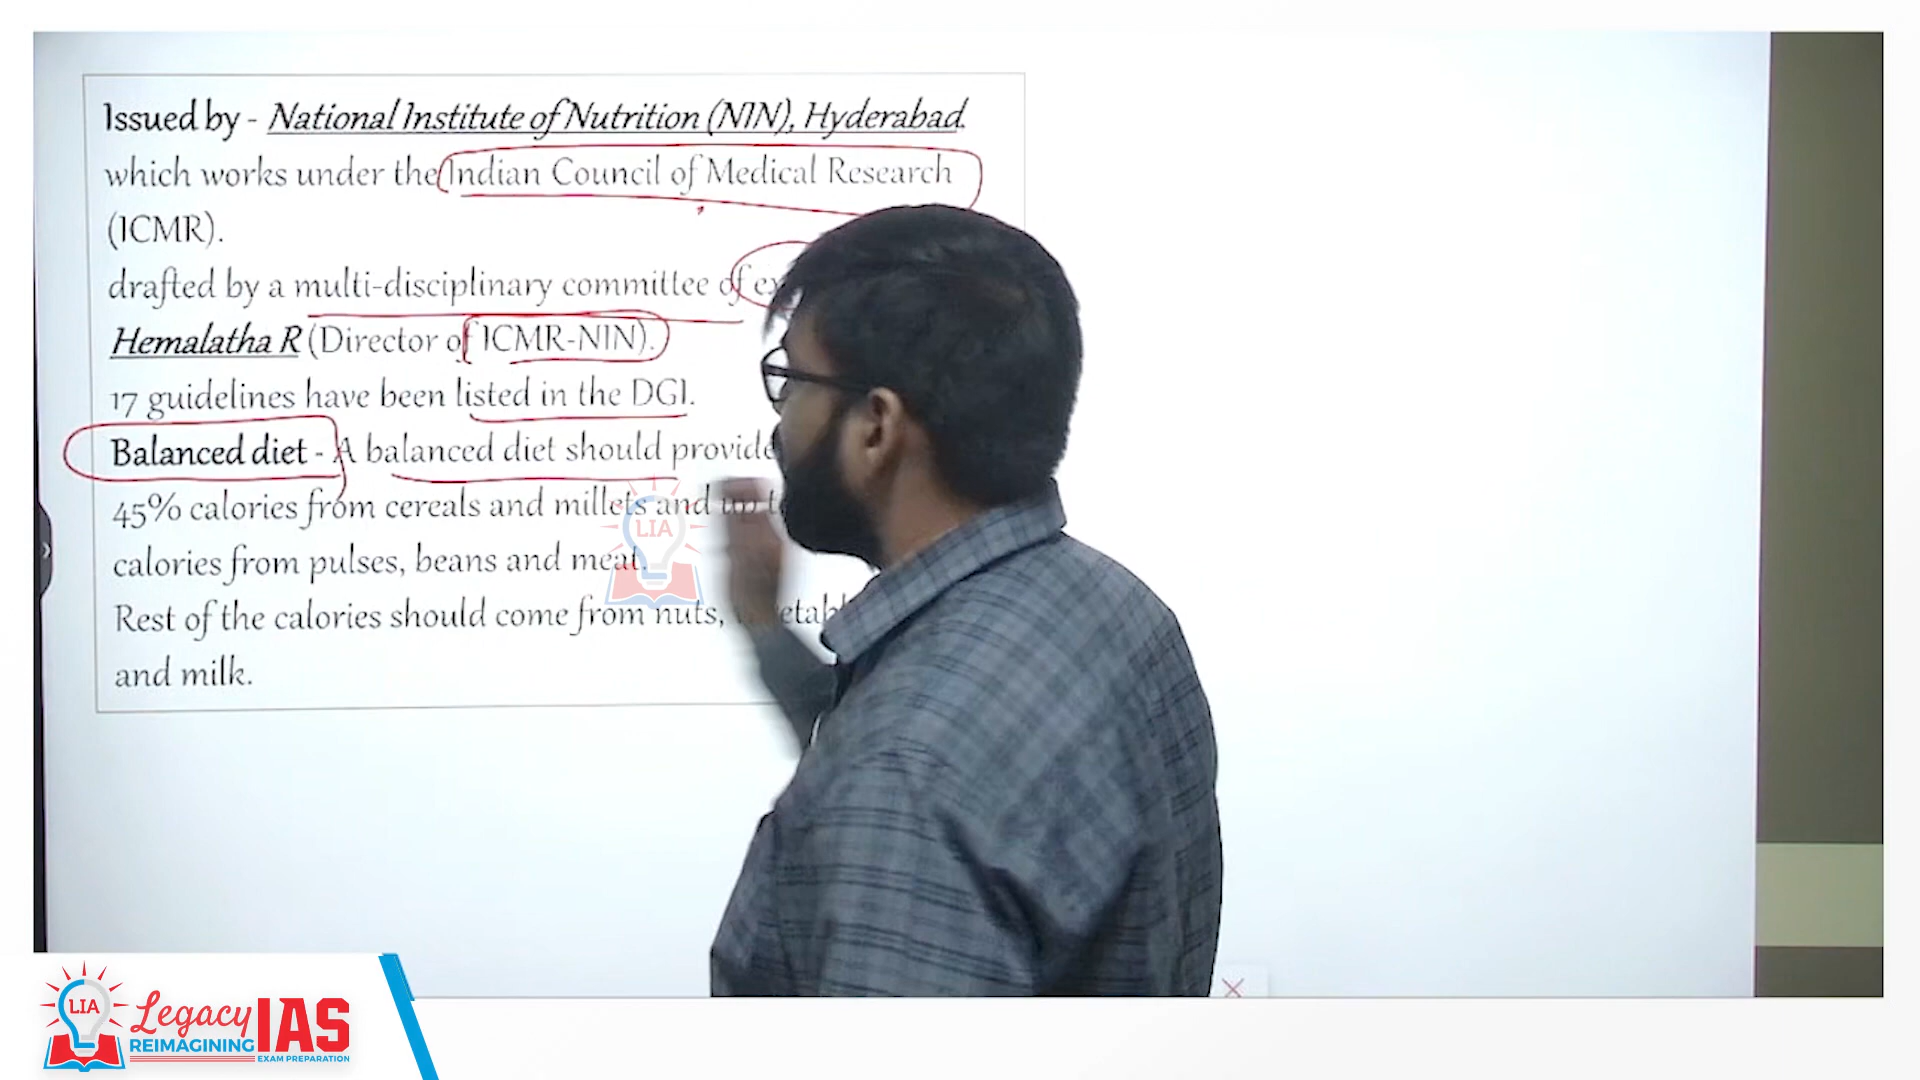 Issued by - National Institute of Nutrition (NIN), Hyderabad.
which works under the Indian Council of Medical Research
(ICMR).
drafted by a multi-disciplinary committee of
Hemalatha R (Director of ICMR-NIN).
17 guidelines have been listed in the DGI.
Balanced diet - A balanced diet should provide
45% calories from cereals and millets and up
calories from pulses, beans and meat.
Rest of the calories should come from nuts,
and milk.
LIA
LIA
Legacy IAS
REIMAGINING
EXAM PREPARATION